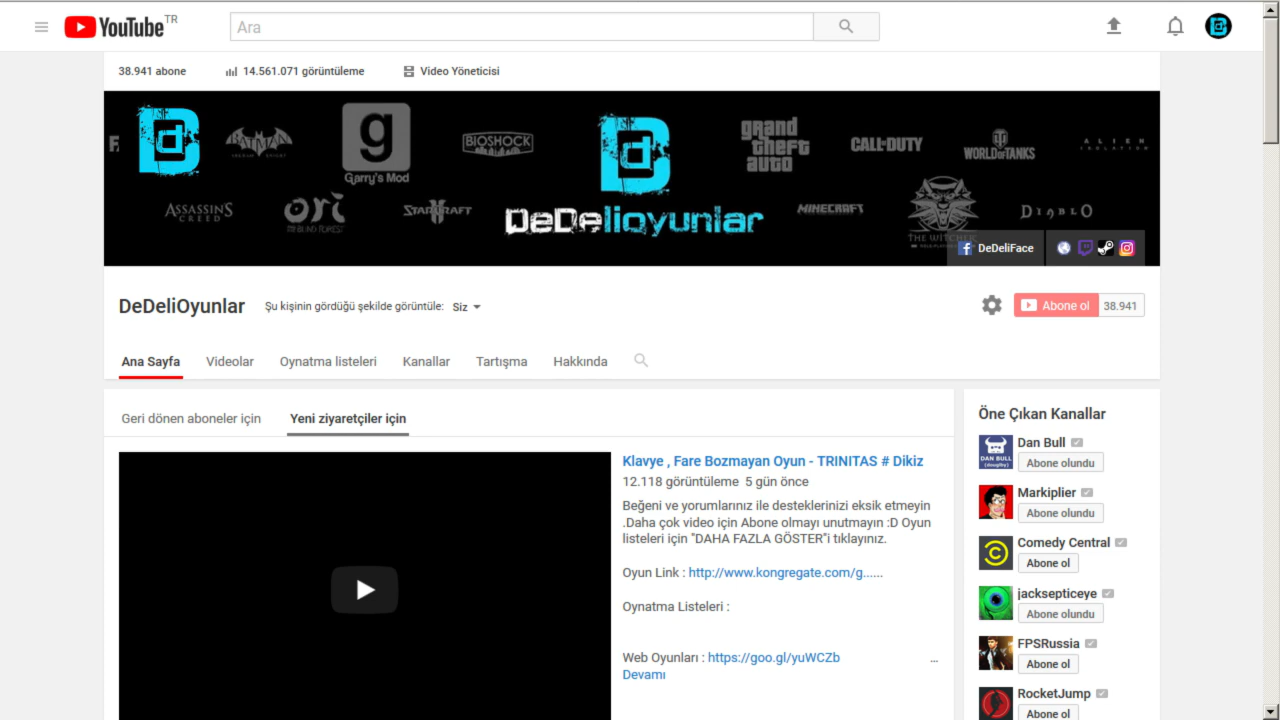 YouTube TR
Ara
38.941 abone
14.561.071 görüntüleme
Video Yöneticisi
BATMAN
g
Garry's Mod
BIOSHOCK
grand
theft
auto
CALL·DUTY
WORLD OF TANKS
ALIEN
ISOLATION
ASSASSIN'S
CREED
ori
STARCRAFT
DeDelioyunlar
MINECRAFT
THE WITCHER
DIABLO
DeDeliFace
DeDeliOyunlar
Şu kişinin gördüğü şekilde görüntüle: Siz
Abone ol 38.941
Ana Sayfa
Videolar
Oynatma listeleri
Kanallar
Tartışma
Hakkında
Geri dönen aboneler için
Yeni ziyaretçiler için
Klavye , Fare Bozmayan Oyun - TRINITAS # Dikiz
12.118 görüntüleme 5 gün önce
Beğeni ve yorumlarınız ile desteklerinizi eksik etmeyin
.Daha çok video için Abone olmayı unutmayın :D Oyun
listeleri için "DAHA FAZLA GÖSTER"i tıklayınız.
Oyun Link : http://www.kongregate.com/g......
Oynatma Listeleri :
Web Oyunları : https://goo.gl/yuWCZb ...
Devamı
Öne Çıkan Kanallar
DAN BULL
Dan Bull
Abone olundu
Markiplier
Abone olundu
Comedy Central
Abone ol
jacksepticeye
Abone olundu
FPSRussia
Abone ol
RocketJump
Abone ol